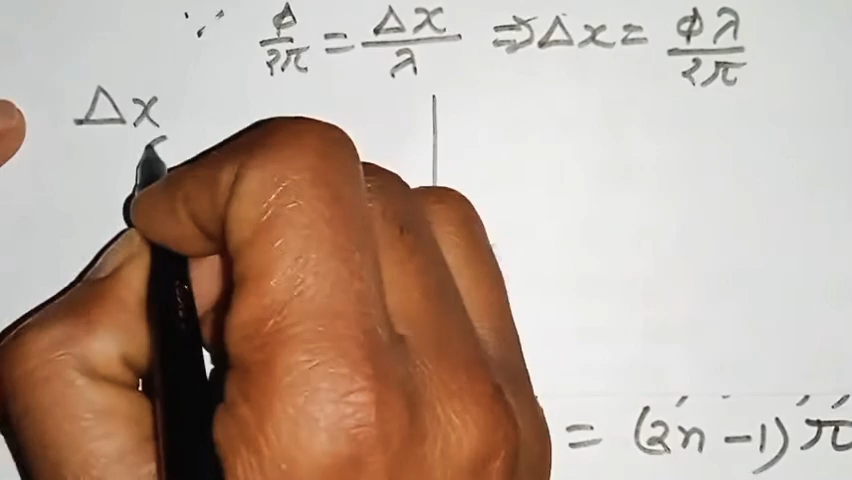 ∵ ϕ/2π = Δx/λ ⇒ Δx = ϕλ/2π
Δx
= (2n-1)π